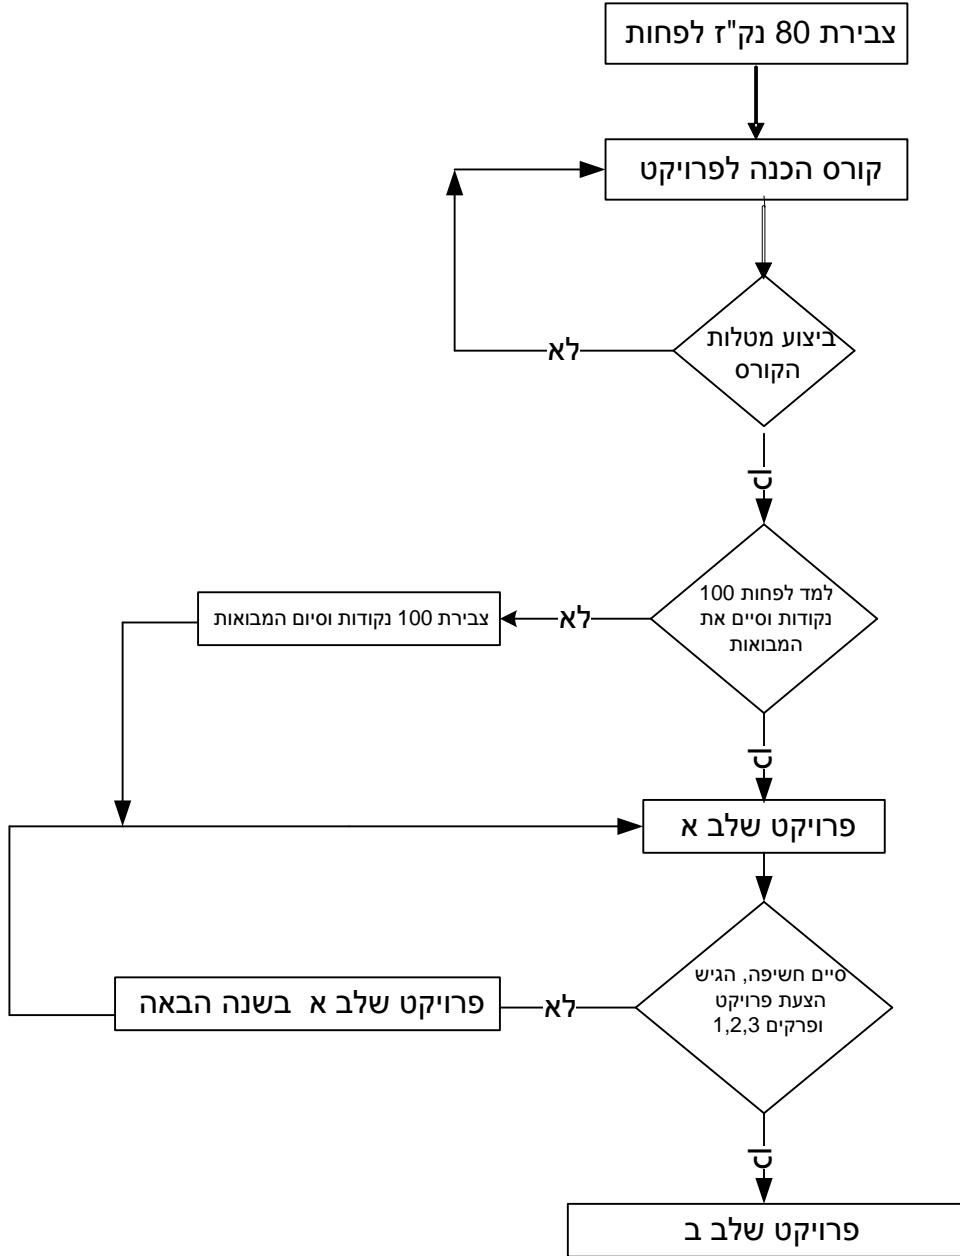 צבירת 80 נק"ז לפחות
קורס הכנה לפרויקט
ביצוע מטלות
הקורס
לא
כן
למד לפחות 100
נקודות וסיים את
המבואות
לא
צבירת 100 נקודות וסיום המבואות
כן
פרויקט שלב א
סיים חשיפה, הגיש
הצעת פרויקט
ופרקים 1,2,3
לא
פרויקט שלב א בשנה הבאה
כן
פרויקט שלב ב